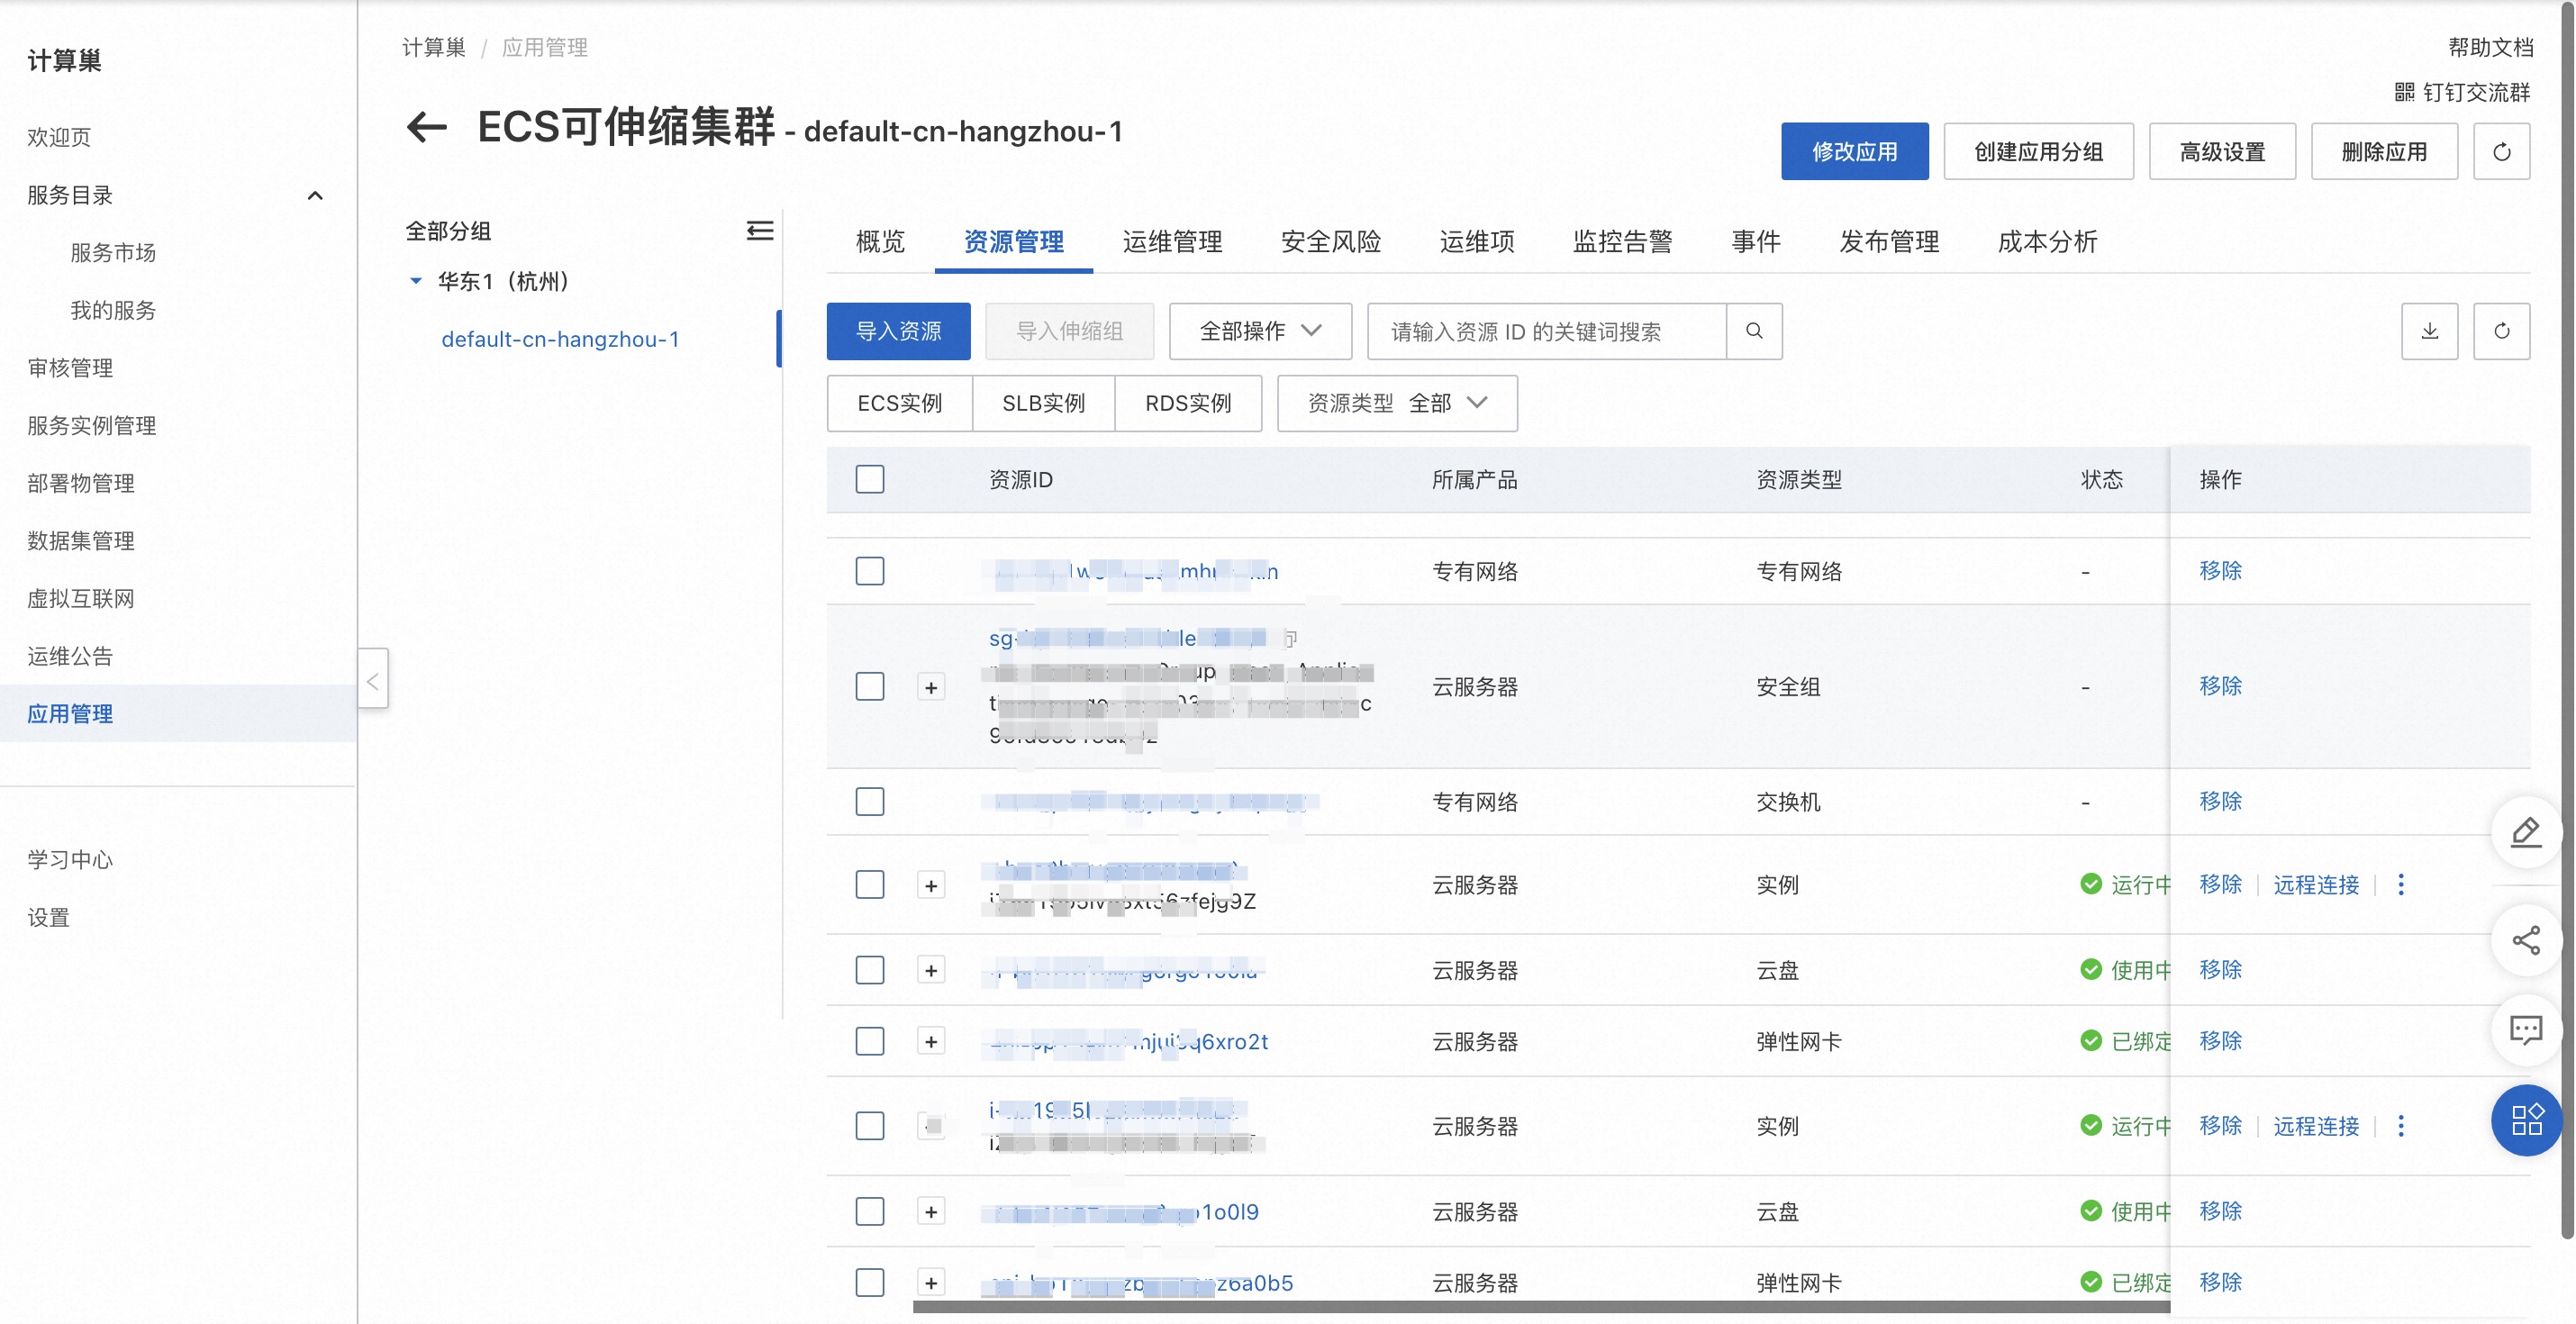 计算巢
欢迎页
服务目录
服务市场
我的服务
审核管理
服务实例管理
部署物管理
数据集管理
虚拟互联网
运维公告
应用管理
学习中心
设置
计算巢 / 应用管理
帮助文档
钉钉交流群
ECS可伸缩集群 - default-cn-hangzhou-1
修改应用 创建应用分组 高级设置 删除应用
全部分组
华东1（杭州）
default-cn-hangzhou-1
概览 资源管理 运维管理 安全风险 运维项 监控告警 事件 发布管理 成本分析
导入资源 导入伸缩组 全部操作 请输入资源 ID 的关键词搜索
ECS实例 SLB实例 RDS实例 资源类型 全部
资源ID 所属产品 资源类型 状态 操作
专有网络 专有网络 - 移除
云服务器 安全组 - 移除
专有网络 交换机 - 移除
云服务器 实例 运行中 移除 远程连接
云服务器 云盘 使用中 移除
云服务器 弹性网卡 已绑定 移除
云服务器 实例 运行中 移除 远程连接
云服务器 云盘 使用中 移除
云服务器 弹性网卡 已绑定 移除